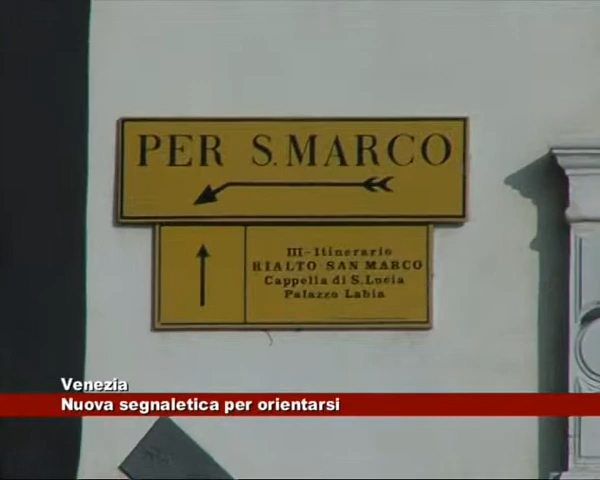 PER S. MARCO
III-Itinerario
RIALTO SAN MARCO
Cappella di S. Lucia
Palazzo Labia
Venezia
Nuova segnaletica per orientarsi